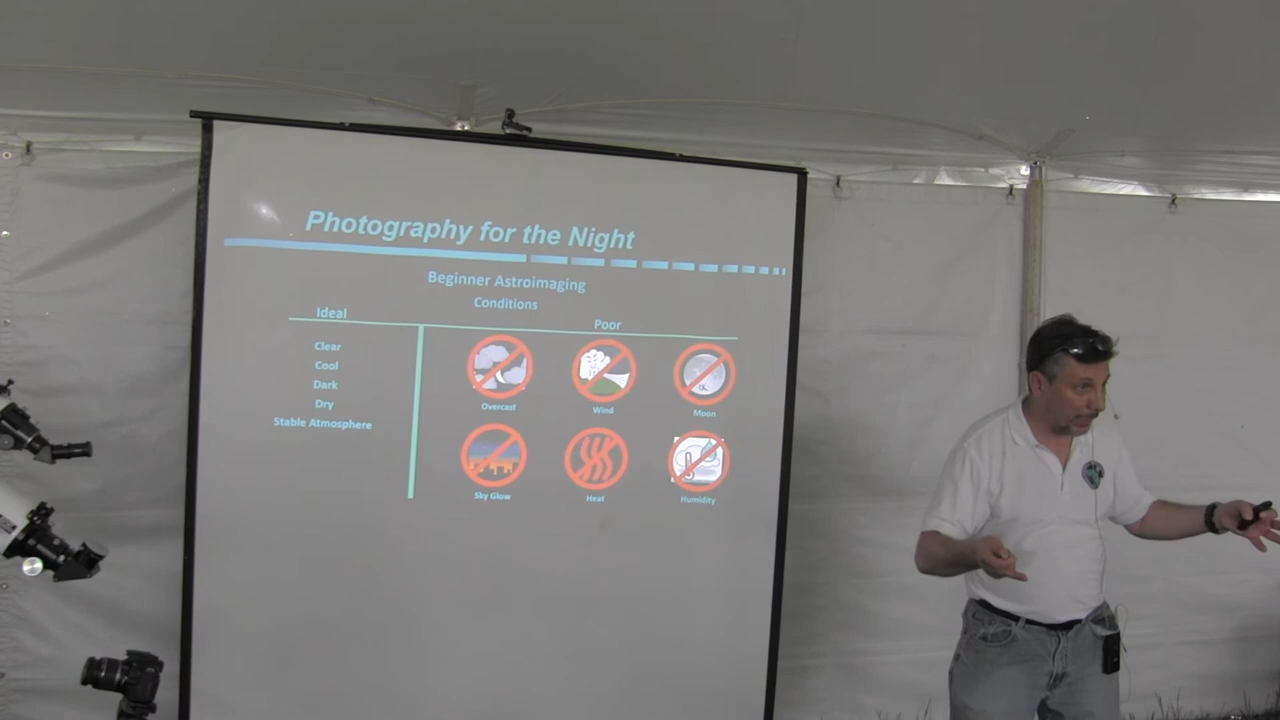 Photography for the Night
Beginner Astroimaging
Conditions
Ideal
Poor
Clear
Cool
Dark
Dry
Stable Atmosphere
Overcast
Wind
Moon
Sky Glow
Heat
Humidity